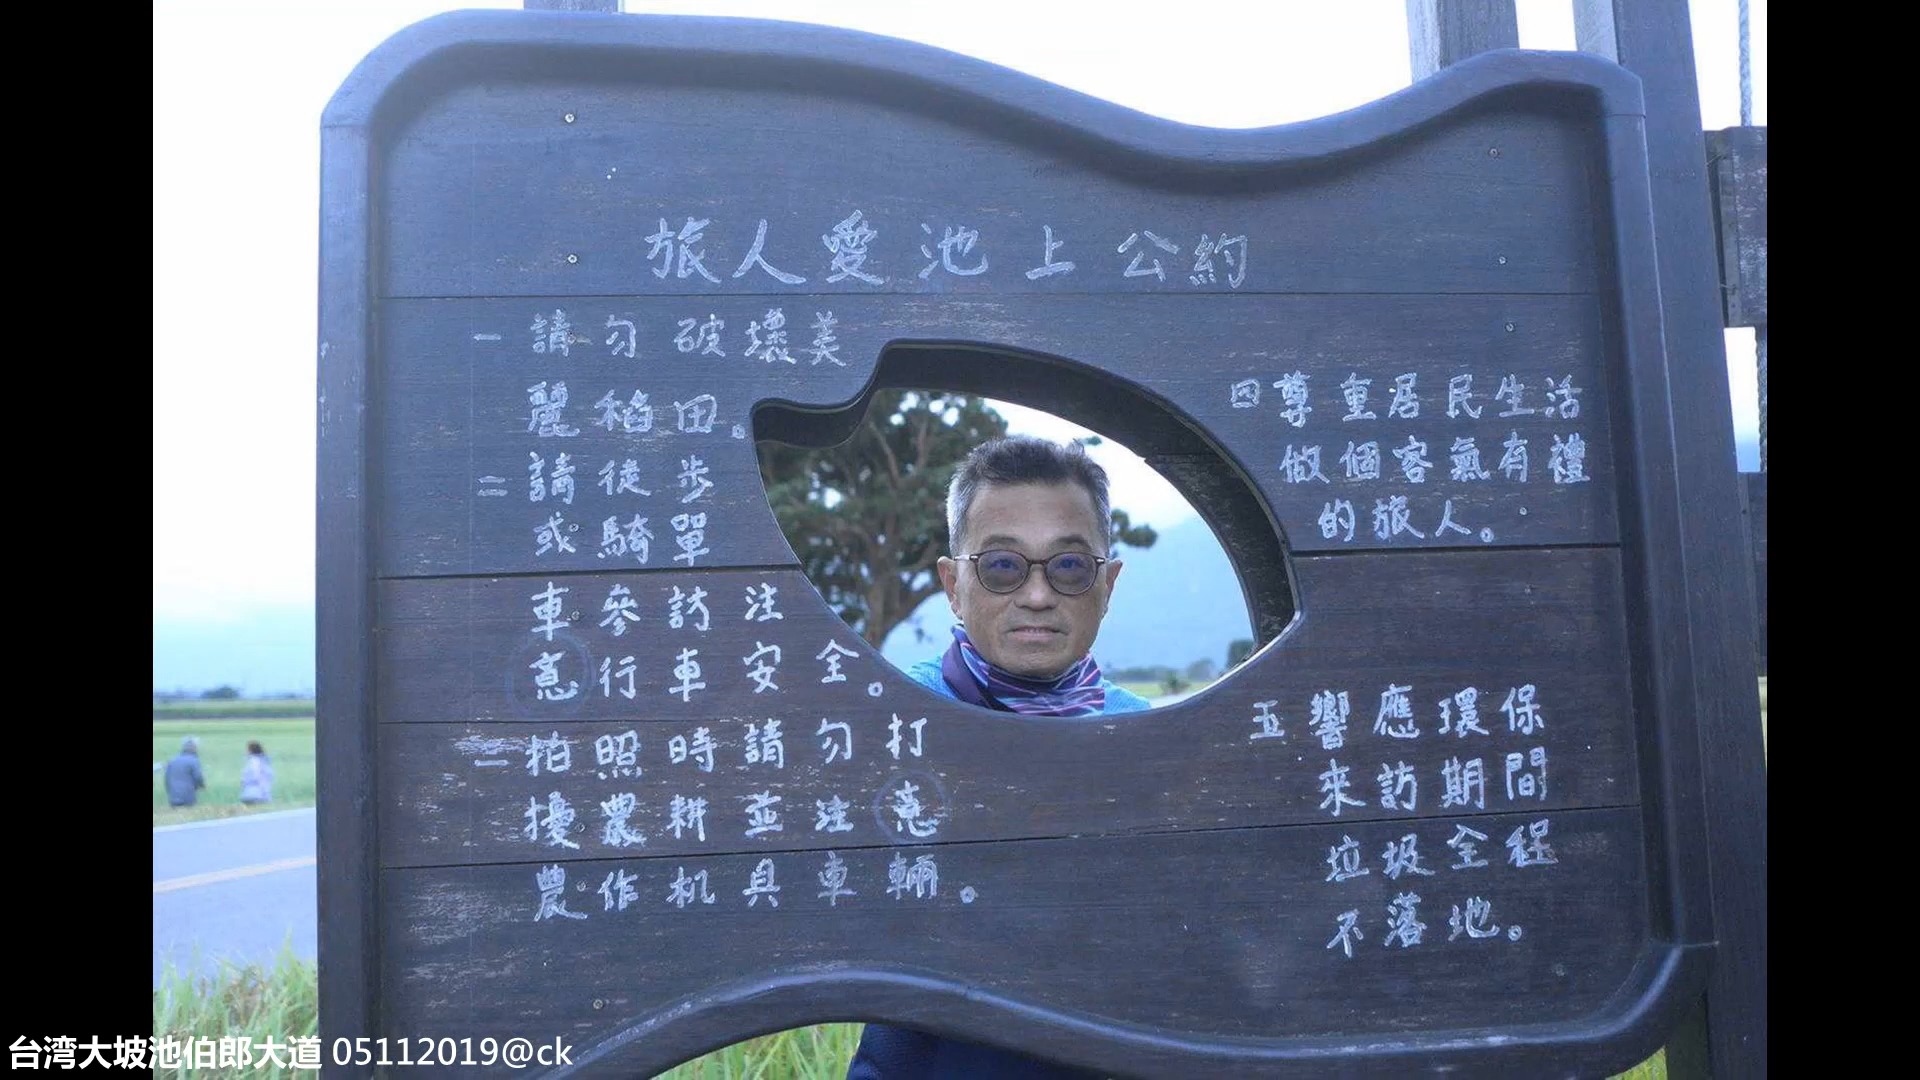 旅人愛池上公約
一請勿破壞美
麗稻田。
二請徒步
或騎單
車參訪注
意行車安全。
三拍照時請勿打
擾農耕並注意
農作机具車輛。
四尊重居民生活
做個客氣有禮
的旅人。
五響應環保
來訪期間
垃圾全程
不落地。
台湾大坡池伯郎大道 05112019@ck